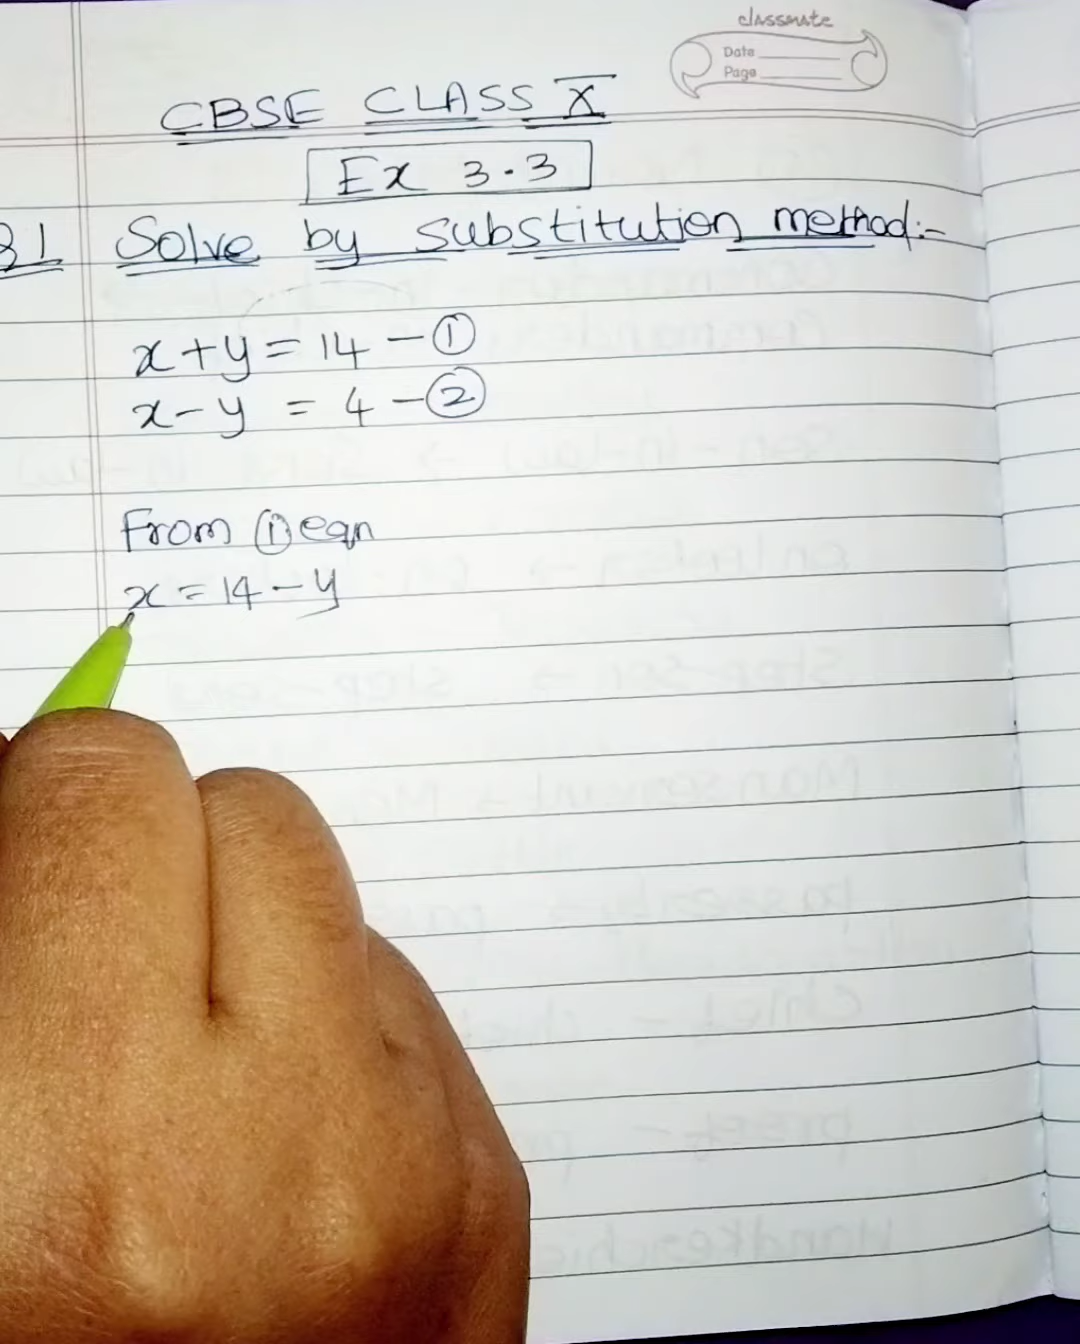 classmate
Date
Page
CBSE CLASS X
Ex 3.3
Q1 Solve by substitution method:-
x+y = 14 - ①
x-y = 4 - ②
From ① eqn
x = 14 - y